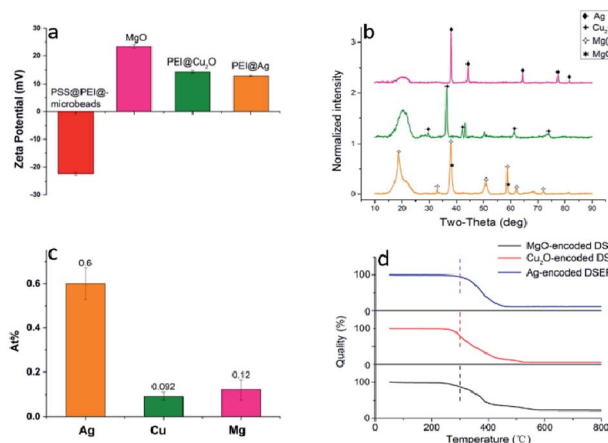 a
Zeta Potential (mV)
30
20
10
0
-10
-20
-30
PSS@PEI@-
microbeads
MgO
PEI@Cu₂O
PEI@Ag
b
Normalized intensity
3
2
1
0
Ag
Cu₂
Mg(
Mg
10 20 30 40 50 60 70 80 90
Two-Theta (deg)
c
At%
0.6
0.4
0.2
0.0
0.6
0.092
0.12
Ag Cu Mg
d
MgO-encoded DS
Cu₂O-encoded DS
Ag-encoded DSEF
Quality (%)
100
0
100
0
100
0
0 200 400 600 800
Temperature (℃)